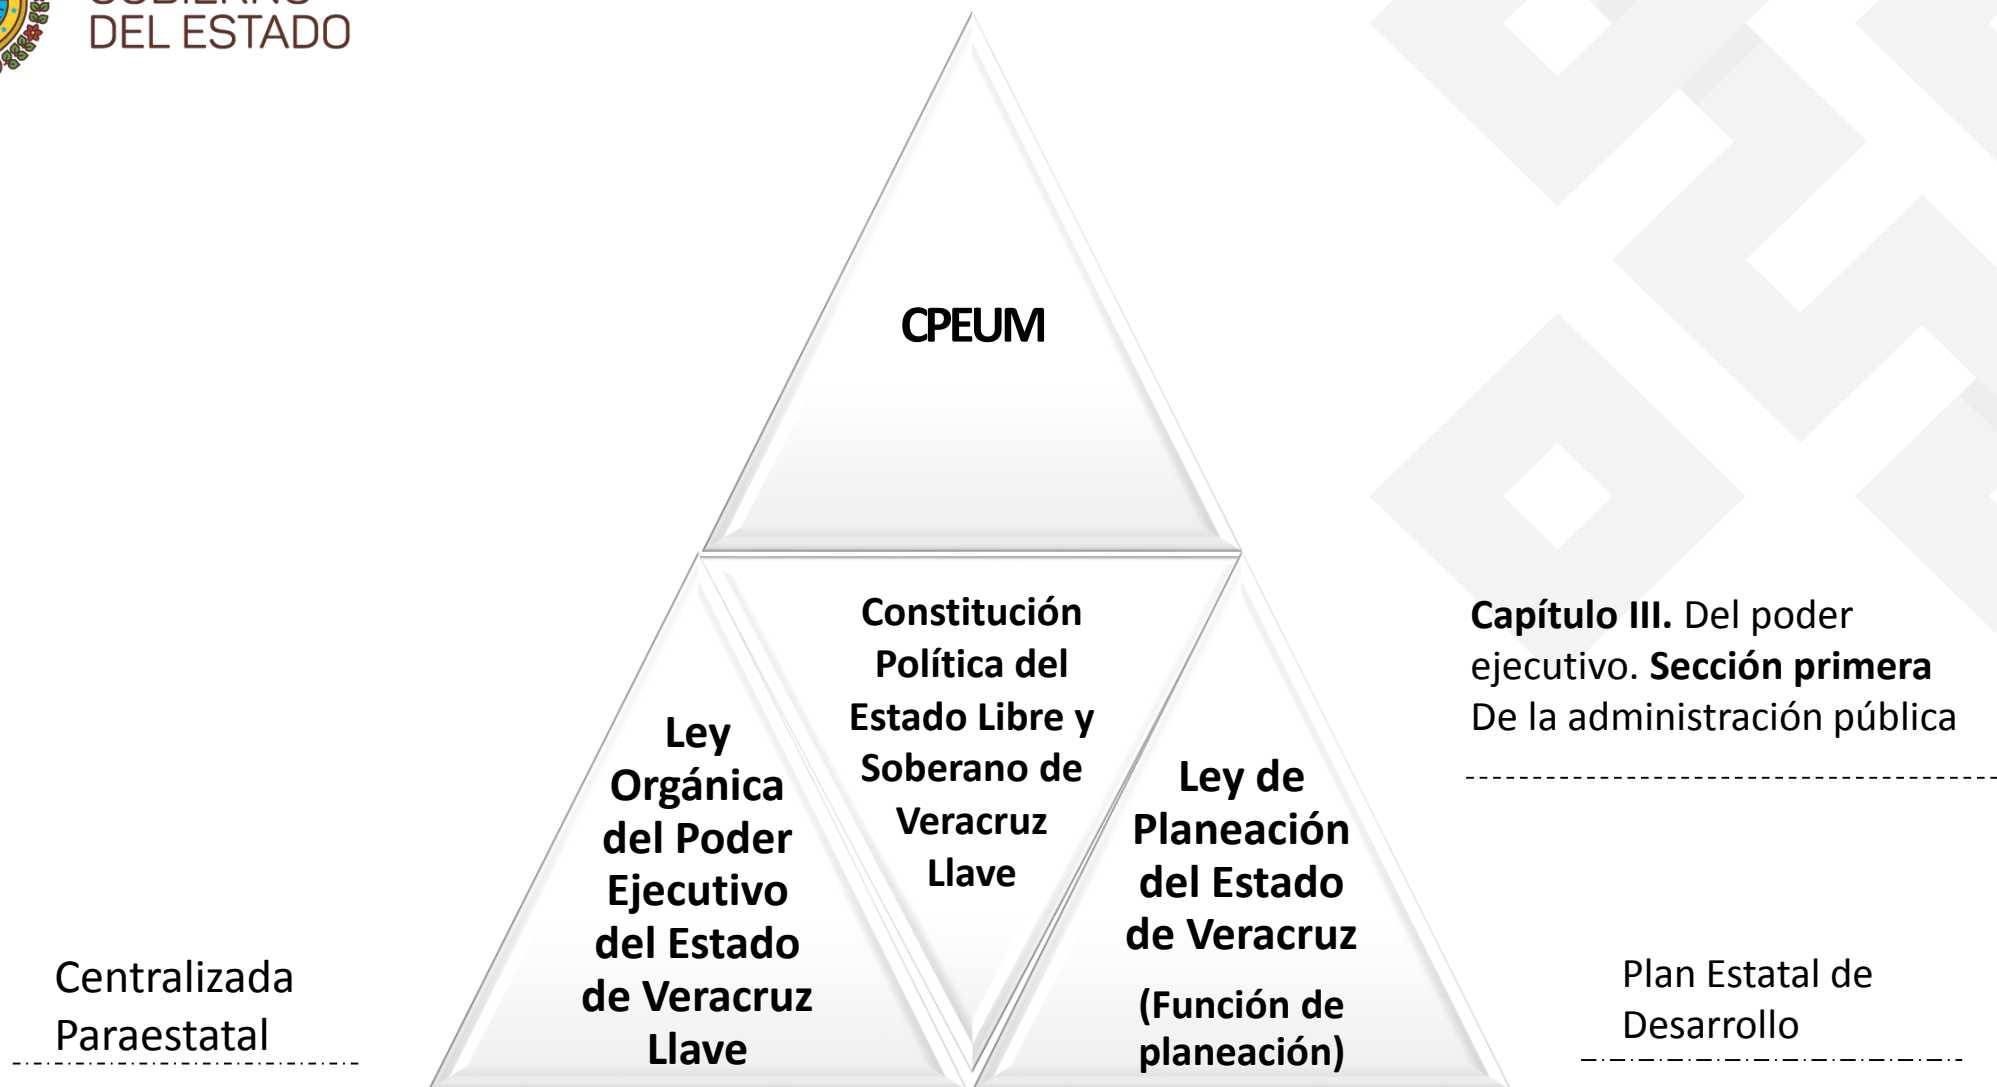 GOBIERNO
DEL ESTADO
CPEUM
Constitución
Política del
Estado Libre y
Soberano de
Veracruz
Llave
Ley
Orgánica
del Poder
Ejecutivo
del Estado
de Veracruz
Llave
Ley de
Planeación
del Estado
de Veracruz
(Función de
planeación)
Capítulo III. Del poder
ejecutivo. Sección primera
De la administración pública
Centralizada
Paraestatal
Plan Estatal de
Desarrollo